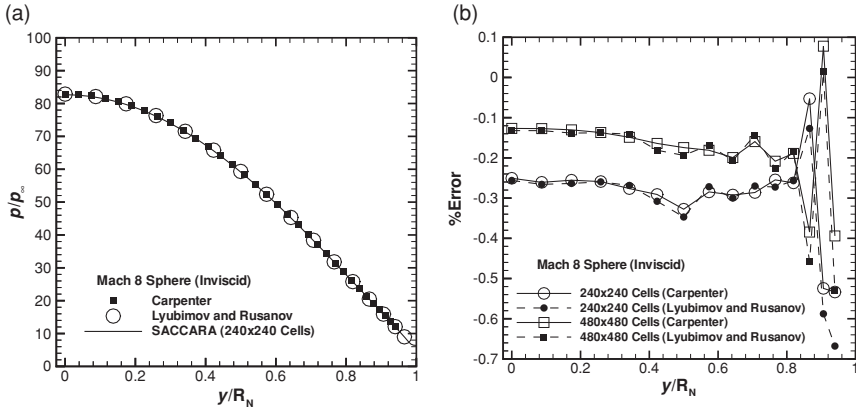 (a)
100
90
80
70
60
50
40
30
20
10
0
p/p∞
0
0.2
0.4
0.6
0.8
1
y/RN
Mach 8 Sphere (Inviscid)
Carpenter
Lyubimov and Rusanov
SACCARA (240x240 Cells)
(b)
0.1
0
-0.1
-0.2
-0.3
-0.4
-0.5
-0.6
-0.7
%Error
0
0.2
0.4
0.6
0.8
1
y/RN
Mach 8 Sphere (Inviscid)
240x240 Cells (Carpenter)
240x240 Cells (Lyubimov and Rusanov)
480x480 Cells (Carpenter)
480x480 Cells (Lyubimov and Rusanov)